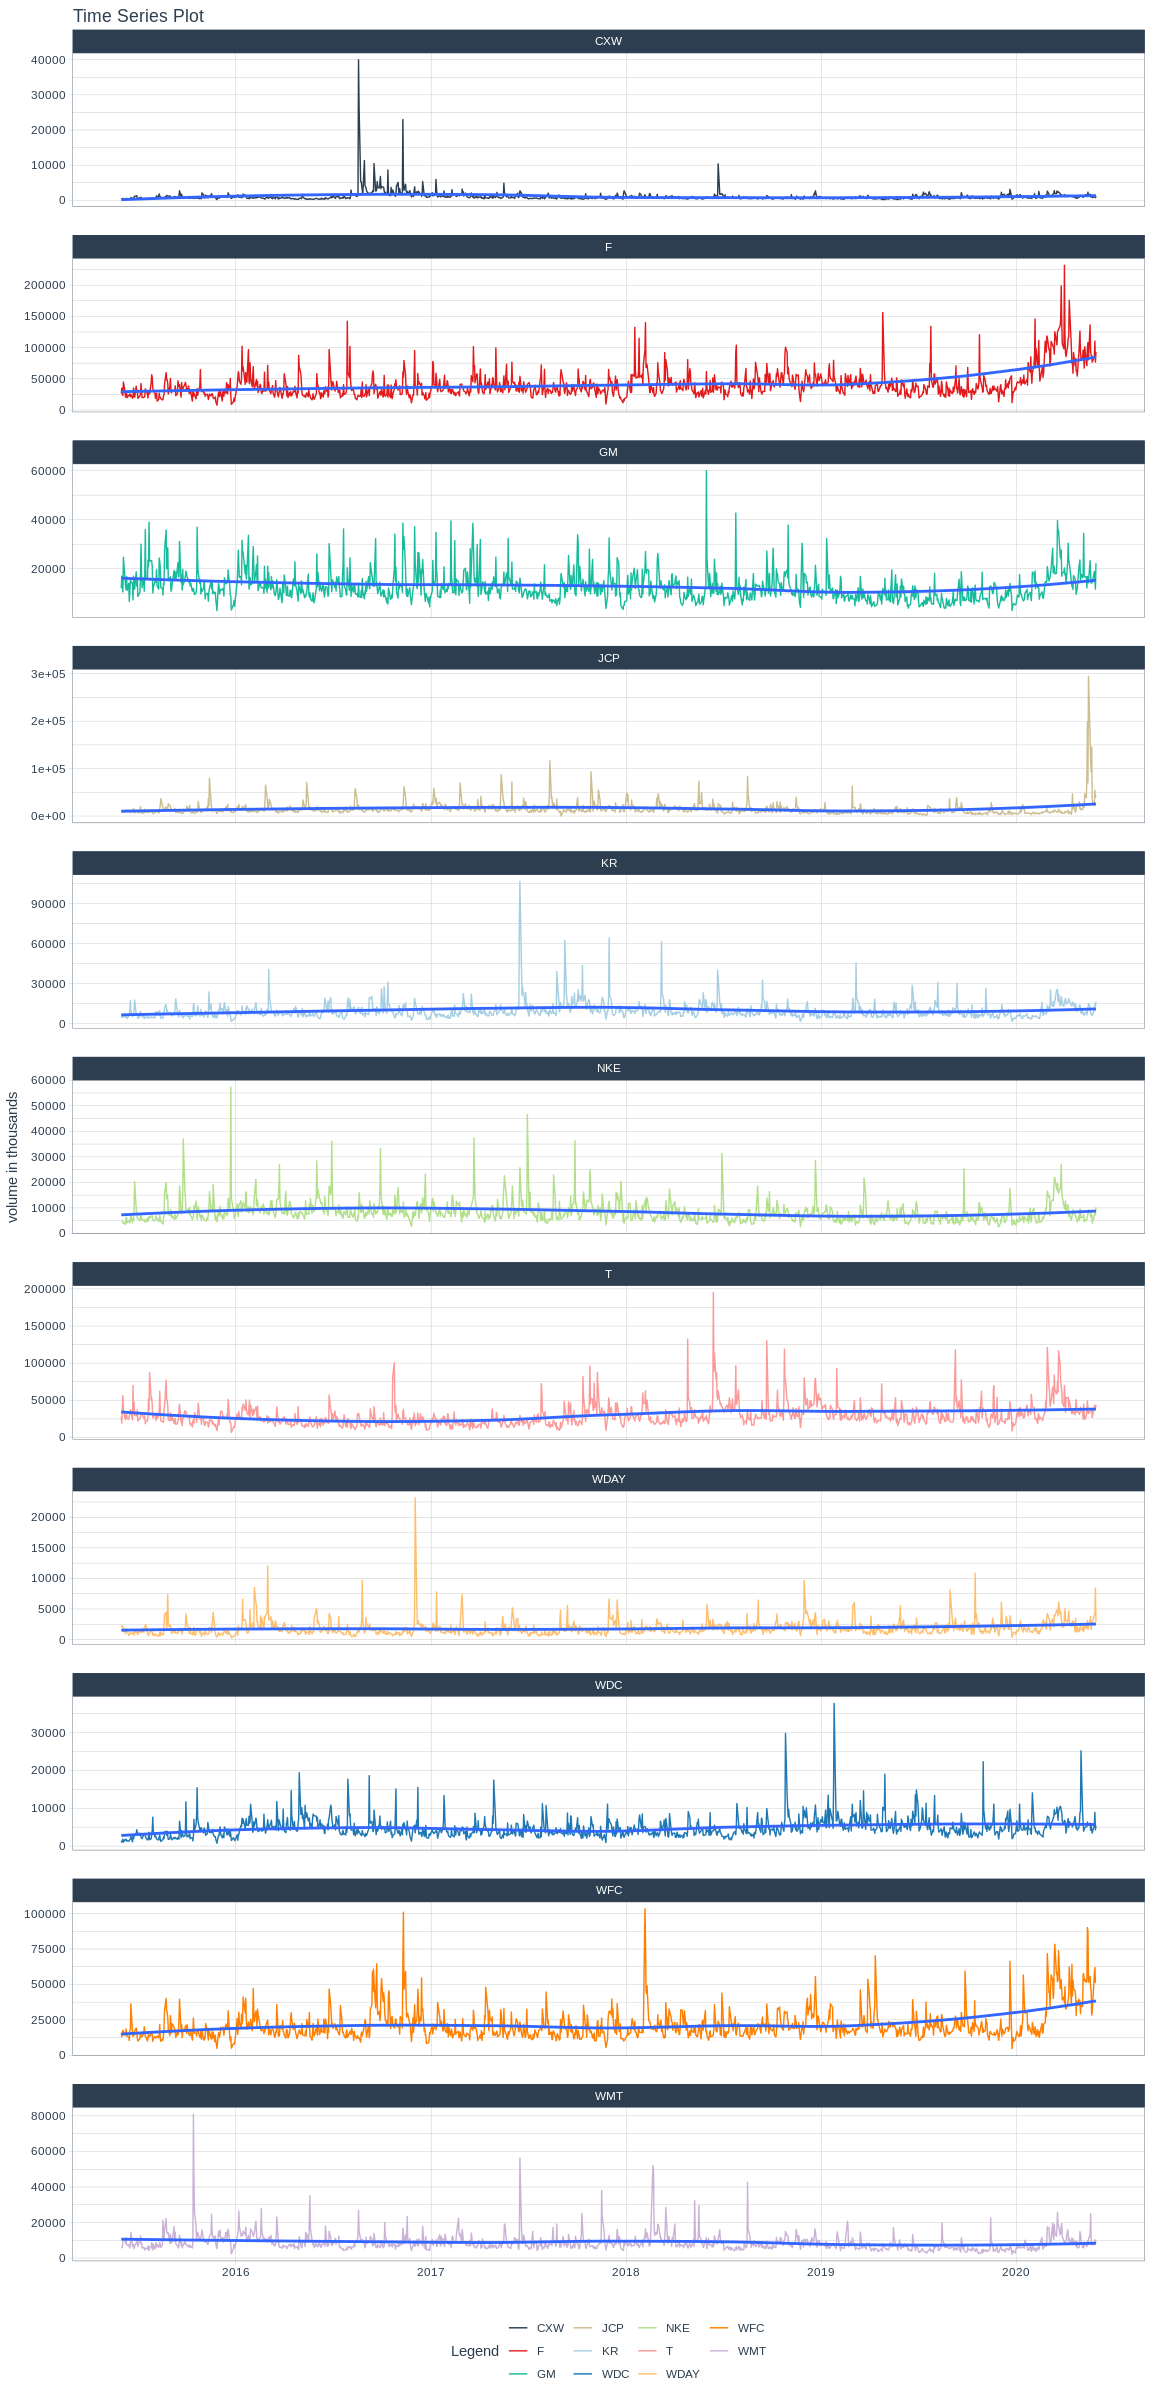 Time Series Plot
CXW
40000
30000
20000
10000
0
F
200000
150000
100000
50000
0
GM
60000
40000
20000
JCP
3e+05
2e+05
1e+05
0e+00
KR
90000
60000
30000
0
NKE
60000
50000
40000
30000
20000
10000
0
volume in thousands
T
200000
150000
100000
50000
0
WDAY
20000
15000
10000
5000
0
WDC
30000
20000
10000
0
WFC
100000
75000
50000
25000
0
WMT
80000
60000
40000
20000
0
2016 2017 2018 2019 2020
Legend
CXW JCP NKE WFC
F KR T WMT
GM WDC WDAY